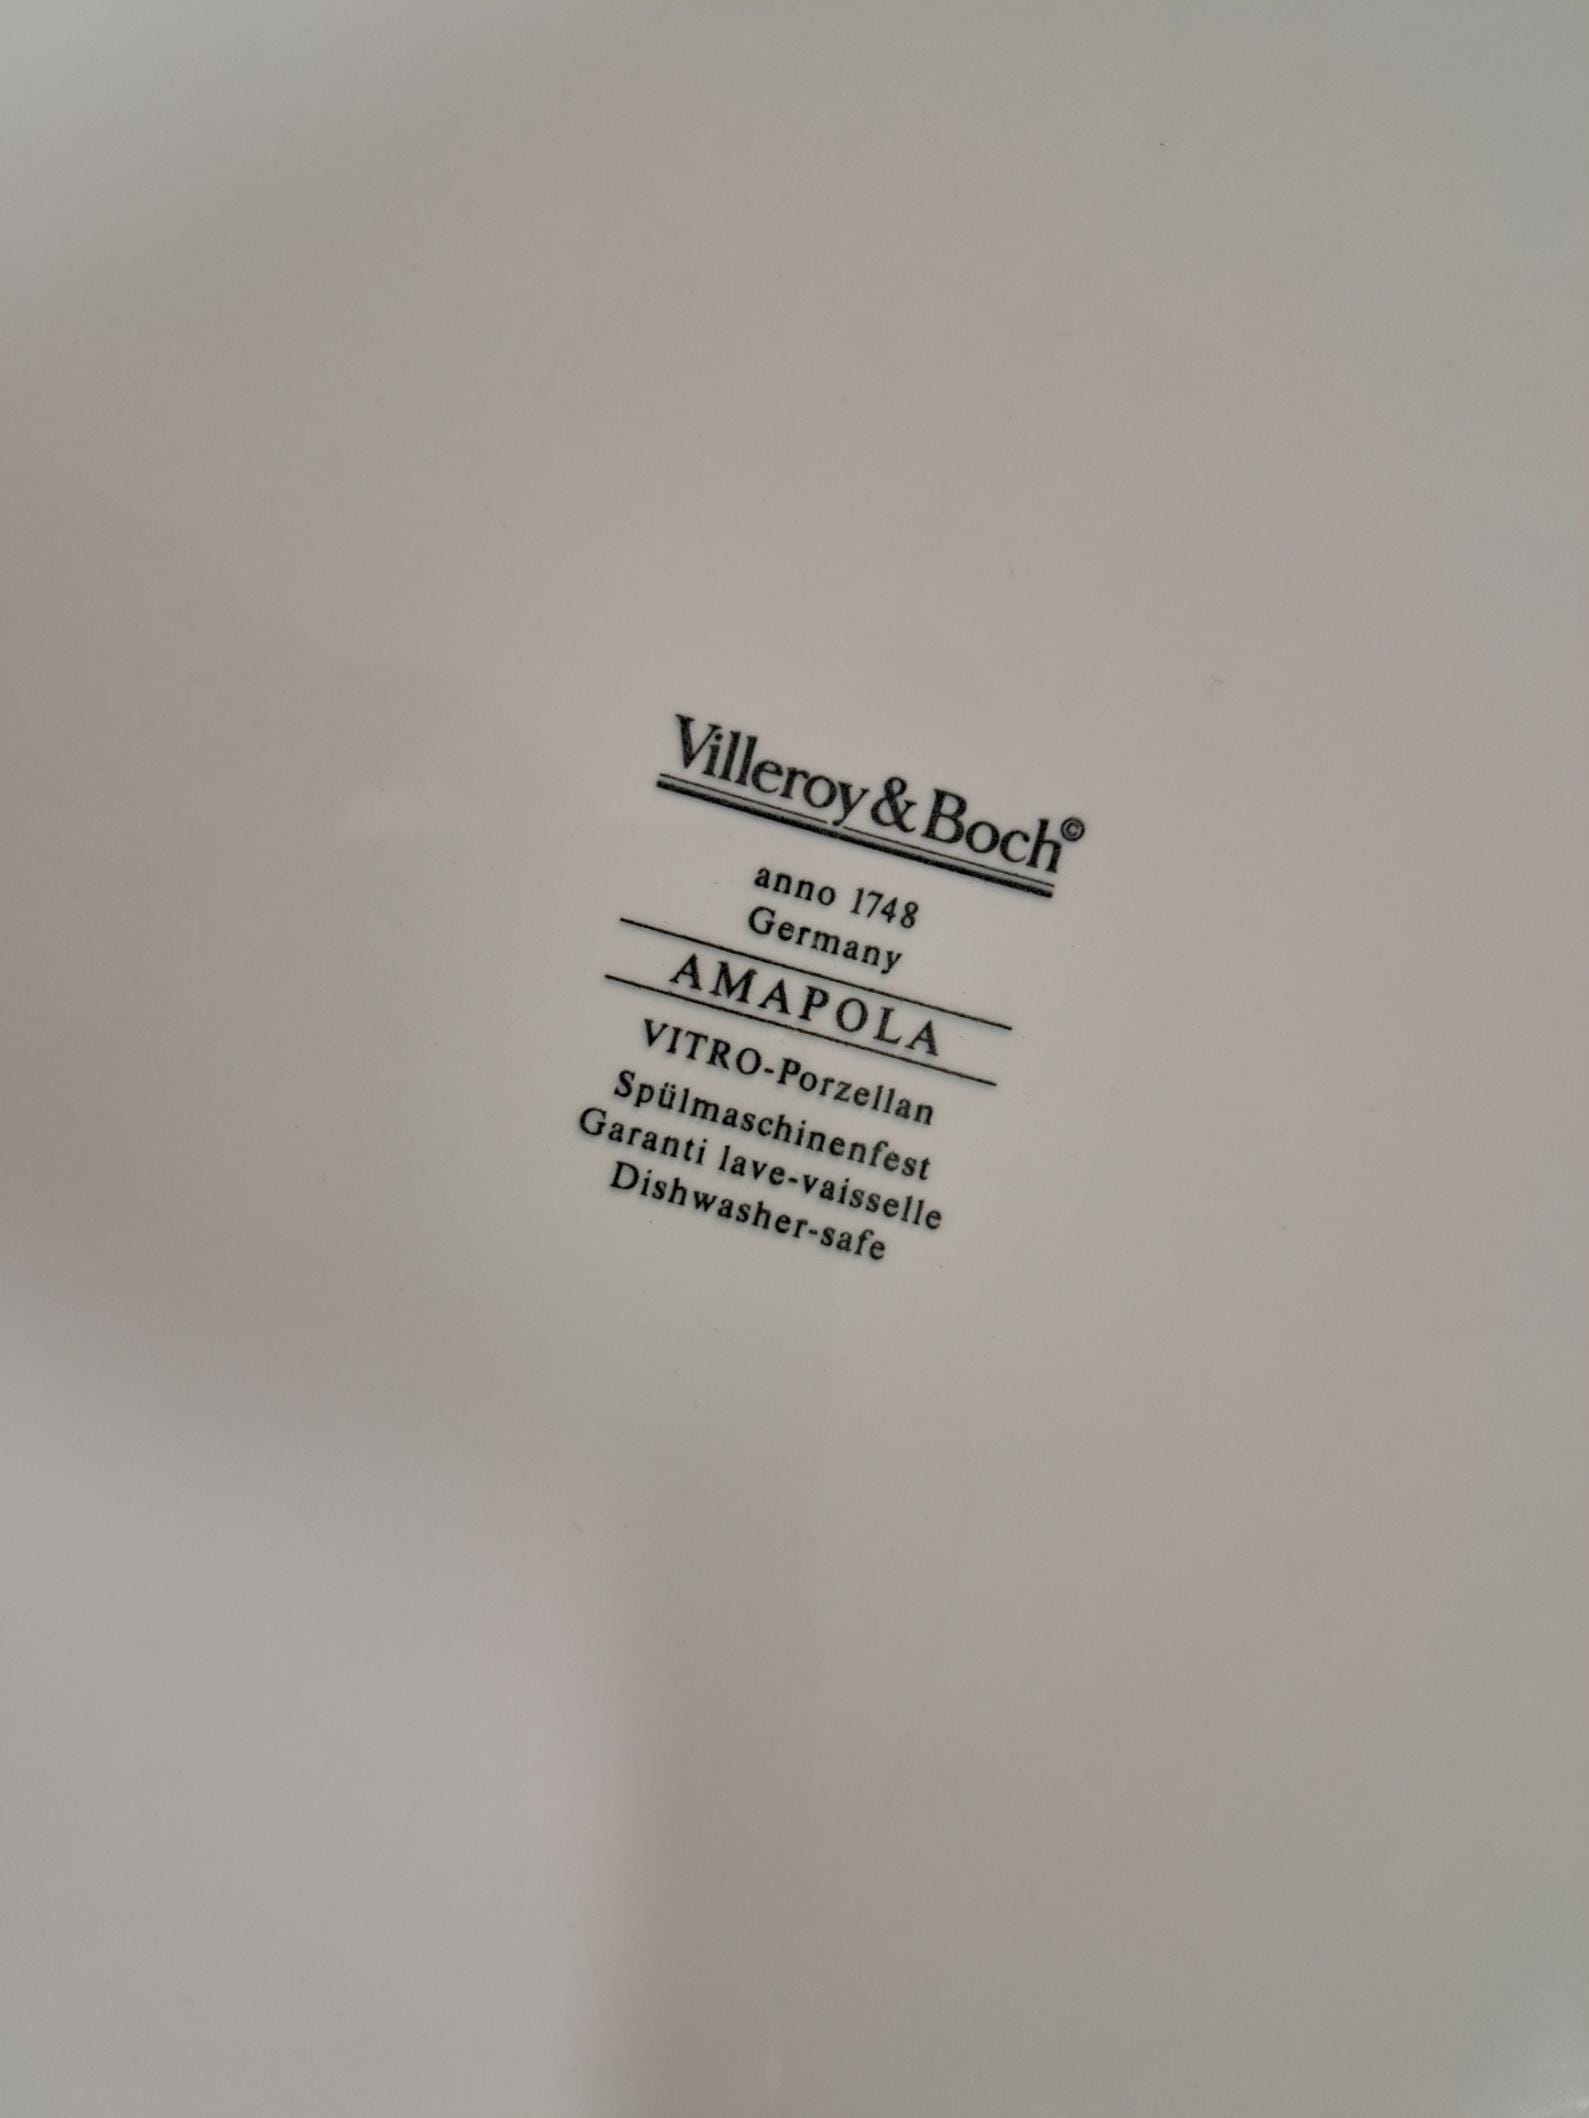 Villeroy & Boch©
anno 1748
Germany
AMAPOLA
VITRO-Porzellan
Spülmaschinenfest
Garanti lave-vaisselle
Dishwasher-safe